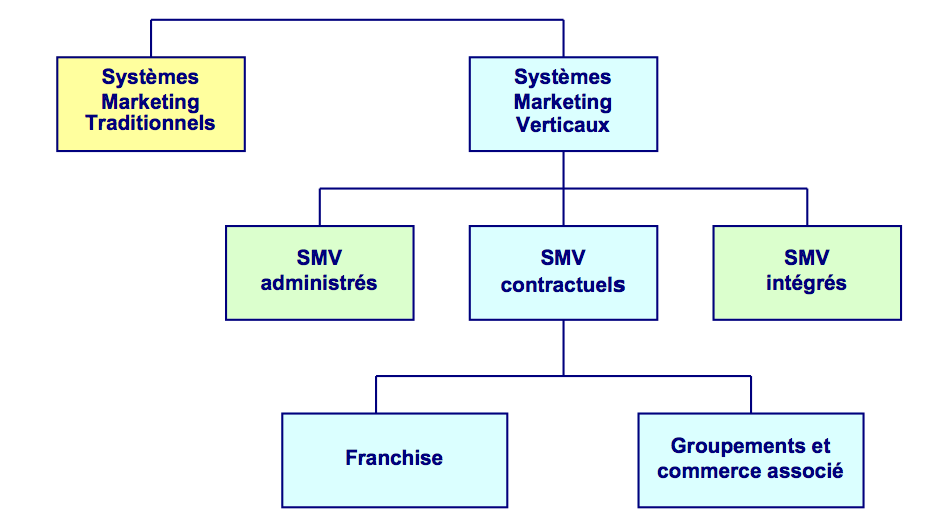 Systèmes
Marketing
Traditionnels
Systèmes
Marketing
Verticaux
SMV
administrés
SMV
contractuels
SMV
intégrés
Franchise
Groupements et
commerce associé